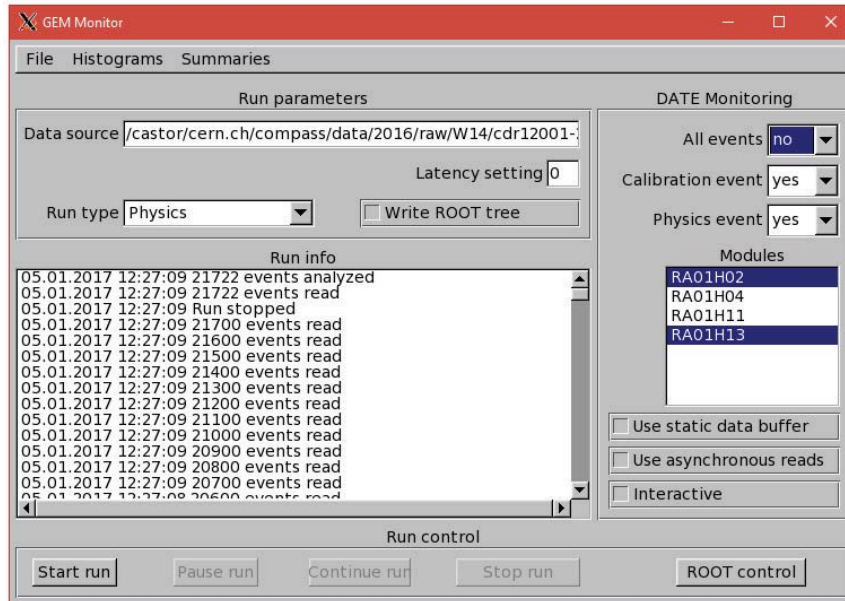 GEM Monitor
File Histograms Summaries
Run parameters
Data source /castor/cern.ch/compass/data/2016/raw/W14/cdr12001-
Latency setting 0
Run type Physics
Write ROOT tree
DATE Monitoring
All events no
Calibration event yes
Physics event yes
Modules
RA01H02
RA01H04
RA01H11
RA01H13
Use static data buffer
Use asynchronous reads
Interactive
Run info
05.01.2017 12:27:09 21722 events analyzed
05.01.2017 12:27:09 21722 events read
05.01.2017 12:27:09 Run stopped
05.01.2017 12:27:09 21700 events read
05.01.2017 12:27:09 21600 events read
05.01.2017 12:27:09 21500 events read
05.01.2017 12:27:09 21400 events read
05.01.2017 12:27:09 21300 events read
05.01.2017 12:27:09 21200 events read
05.01.2017 12:27:09 21100 events read
05.01.2017 12:27:09 21000 events read
05.01.2017 12:27:09 20900 events read
05.01.2017 12:27:09 20800 events read
05.01.2017 12:27:09 20700 events read
05.01.2017 12:27:08 20600 events read
Run control
Start run Pause run Continue run Stop run ROOT control